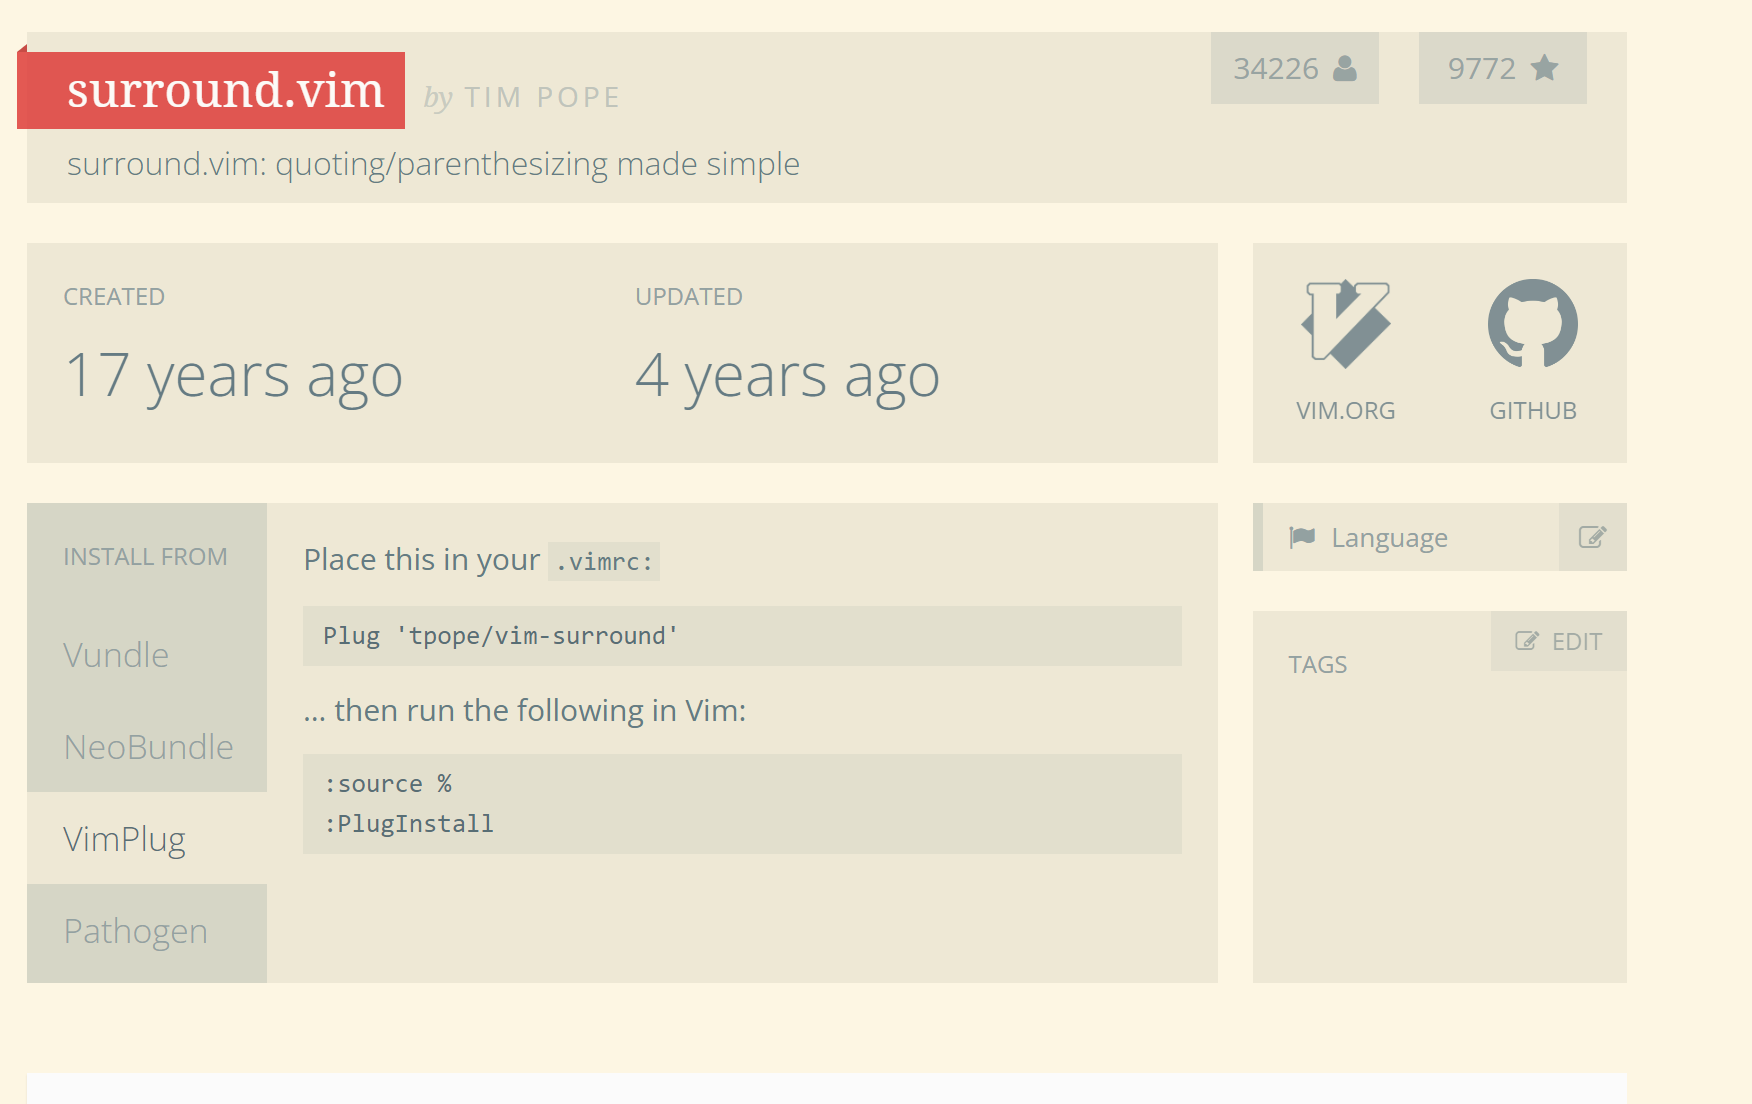 surround.vim by TIM POPE
34226
9772
surround.vim: quoting/parenthesizing made simple
CREATED
17 years ago
UPDATED
4 years ago
VIM.ORG
GITHUB
INSTALL FROM
Vundle
NeoBundle
VimPlug
Pathogen
Place this in your .vimrc:
Plug 'tpope/vim-surround'
... then run the following in Vim:
:source %
:PlugInstall
Language
TAGS
EDIT